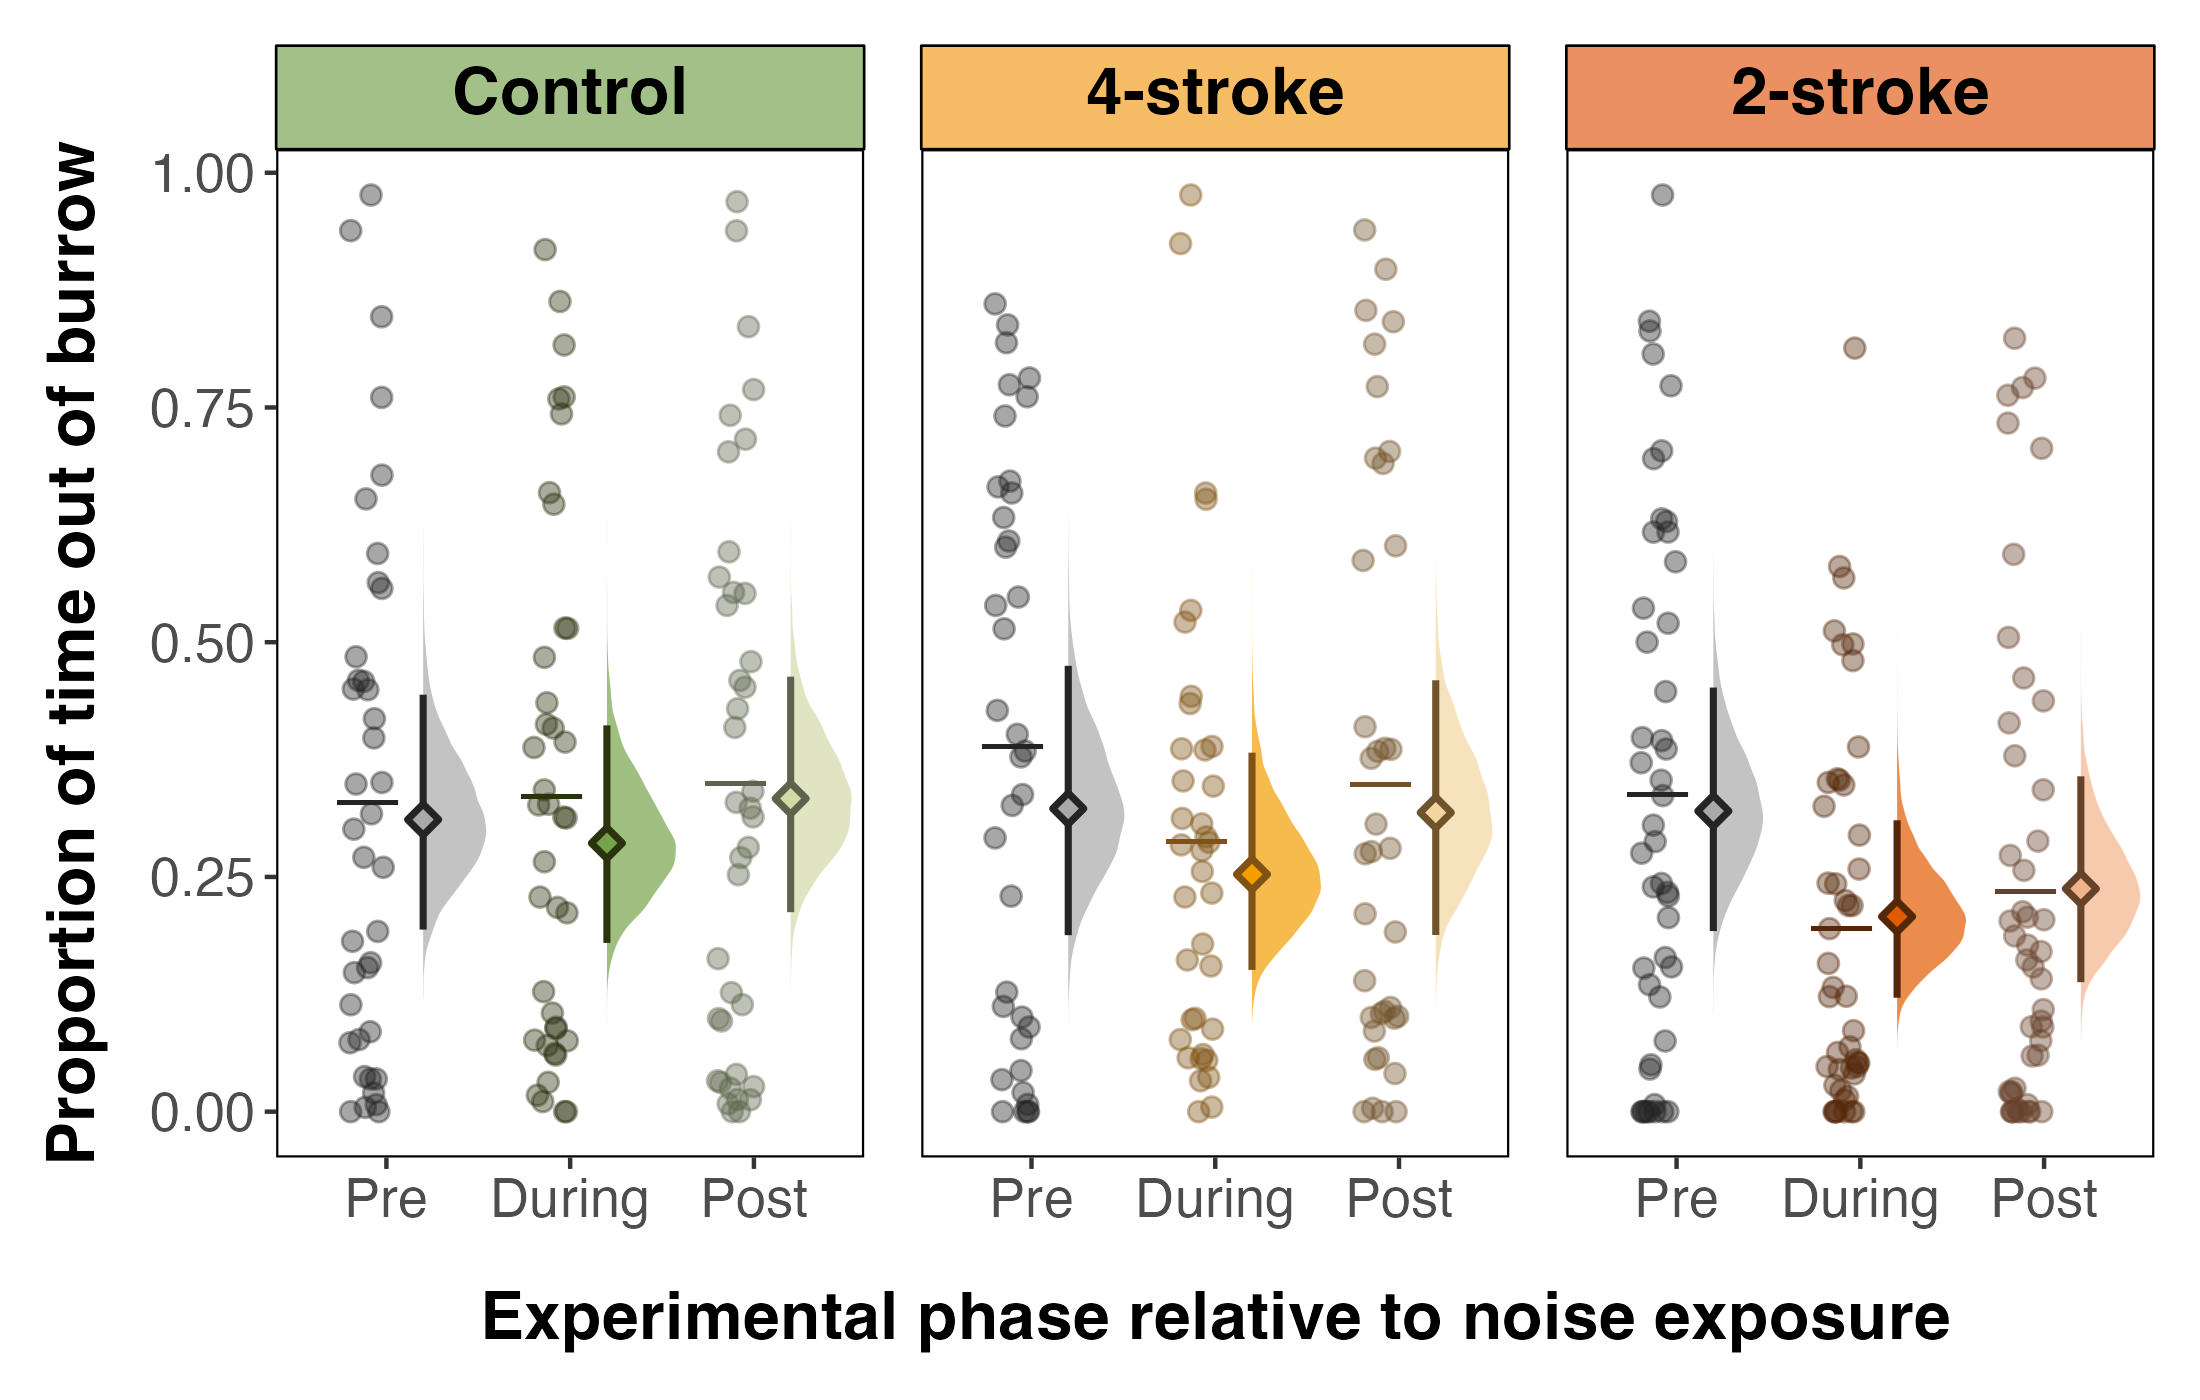 Control
4-stroke
2-stroke
Proportion of time out of burrow
1.00
0.75
0.50
0.25
0.00
Pre During Post
Pre During Post
Pre During Post
Experimental phase relative to noise exposure